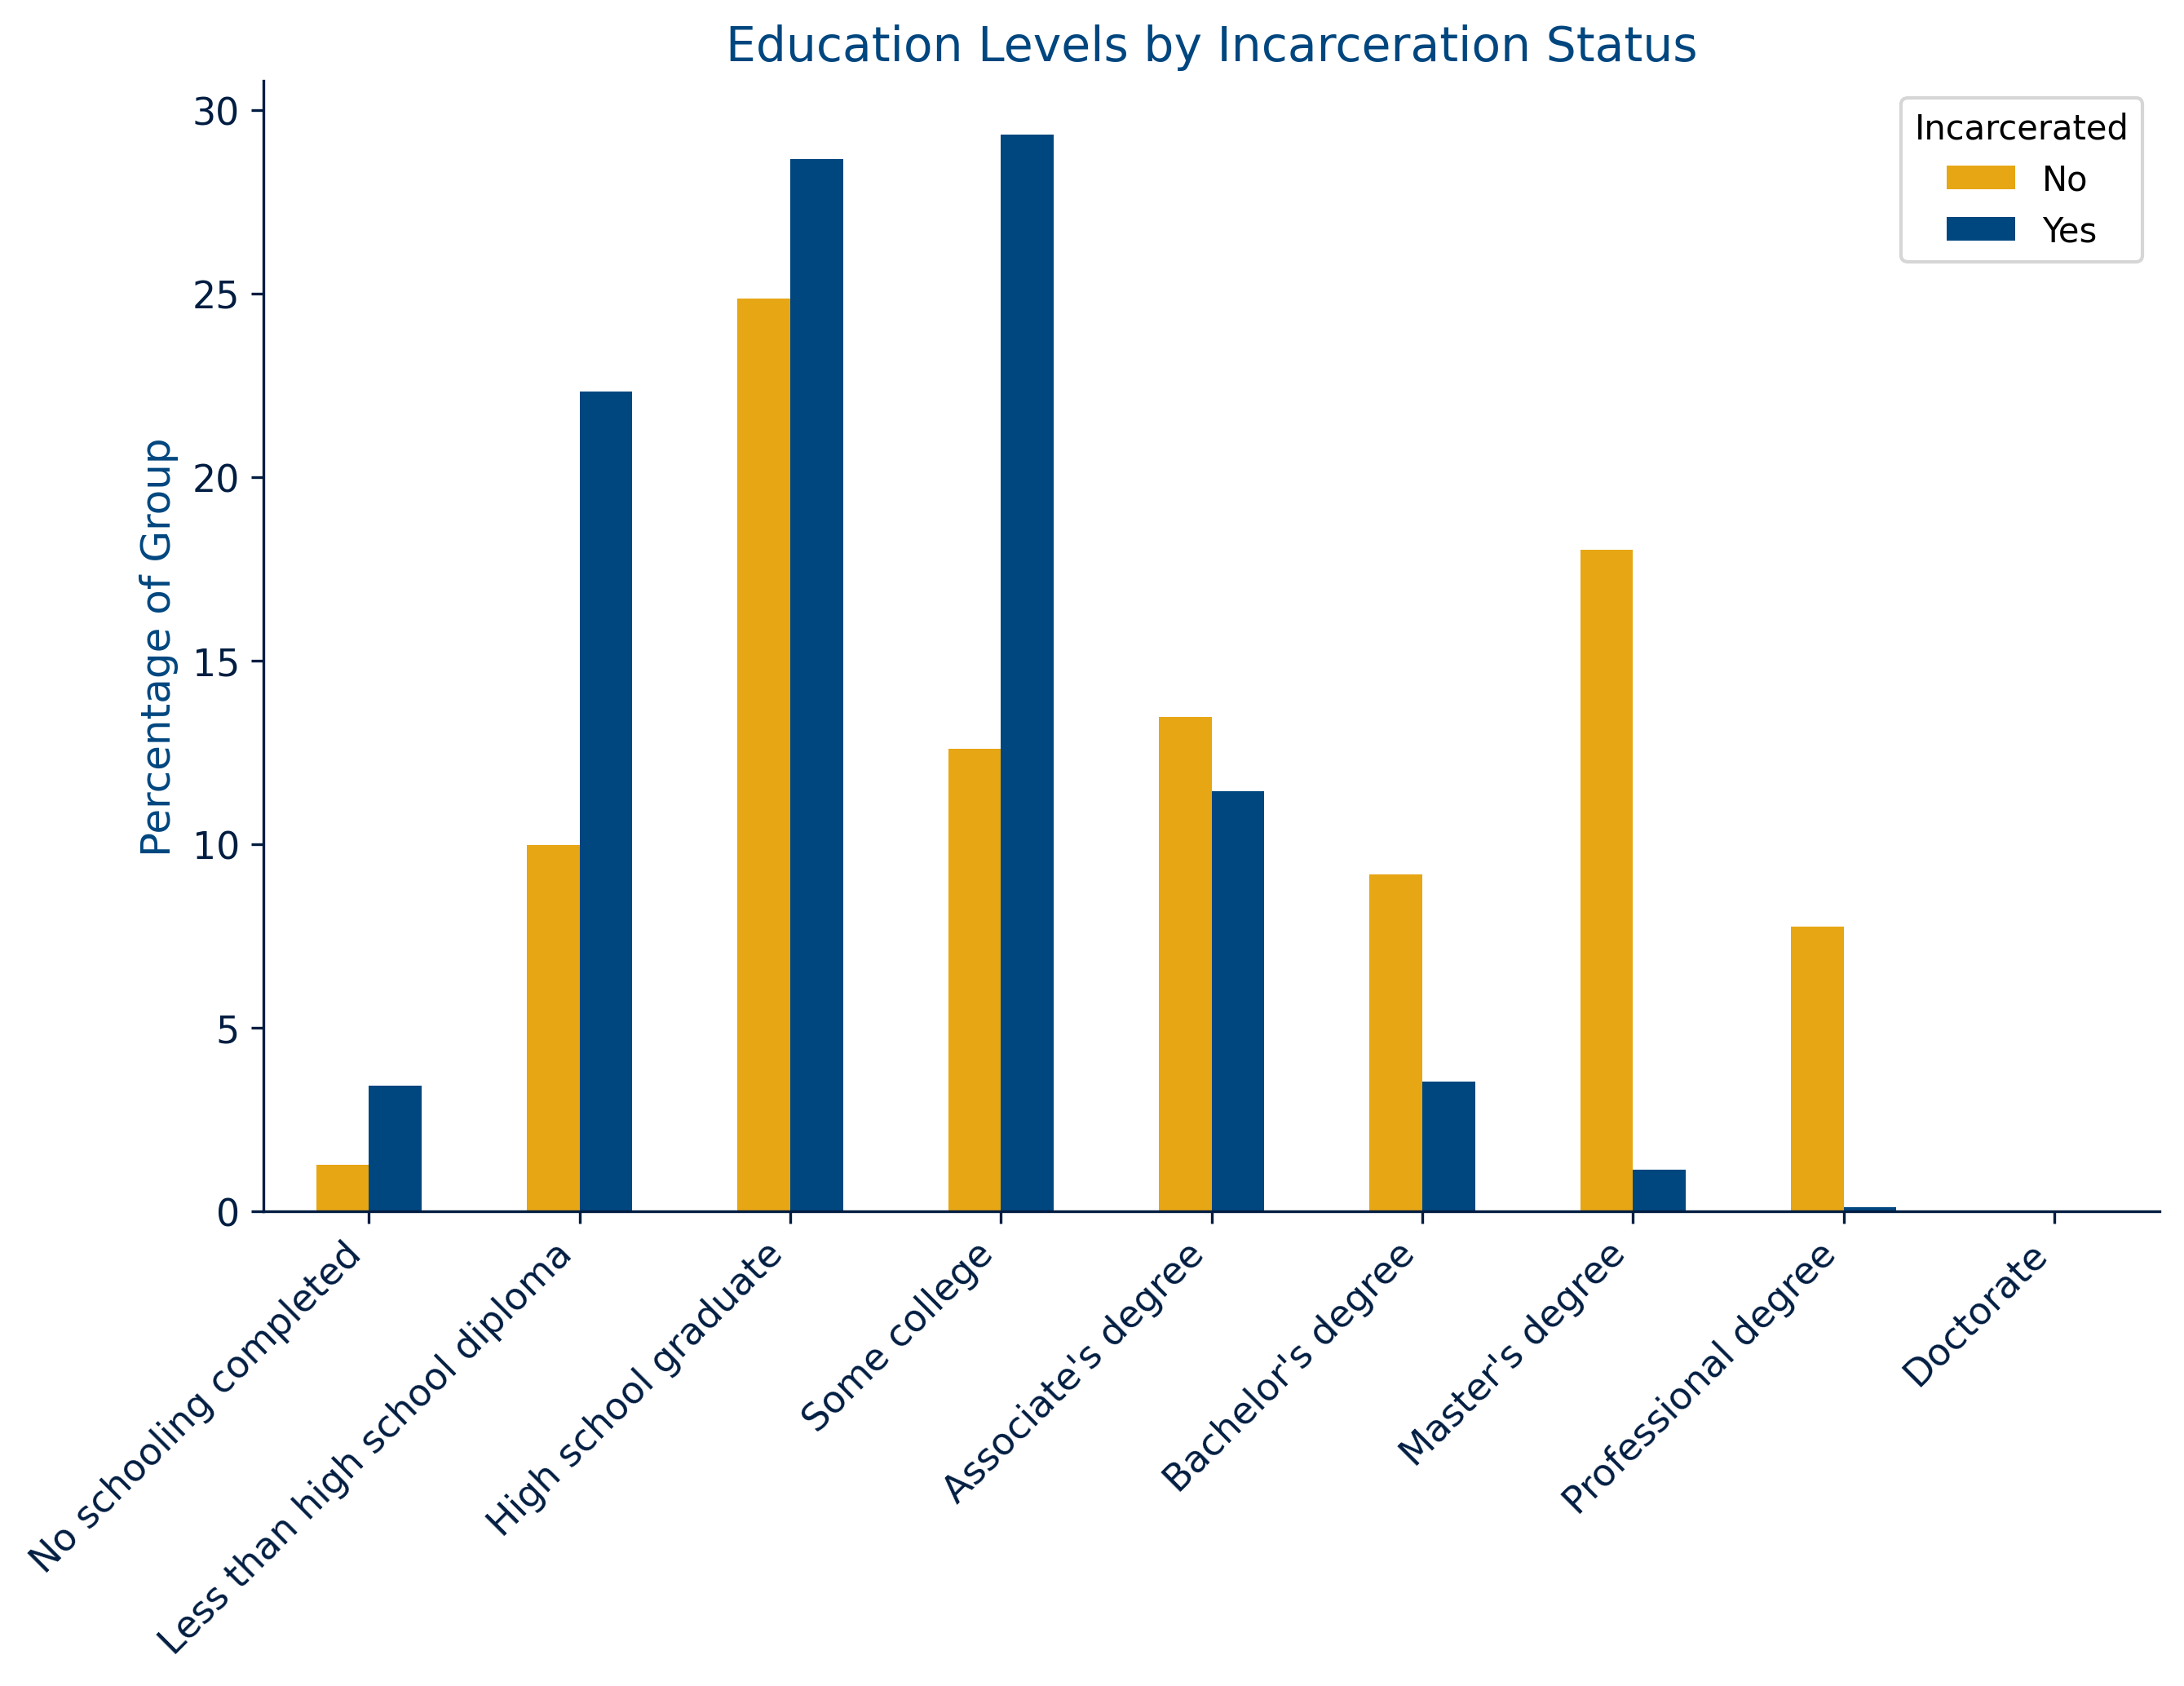 Education Levels by Incarceration Status
Incarcerated
No
Yes
Percentage of Group
30
25
20
15
10
5
0
No schooling completed
Less than high school diploma
High school graduate
Some college
Associate's degree
Bachelor's degree
Master's degree
Professional degree
Doctorate